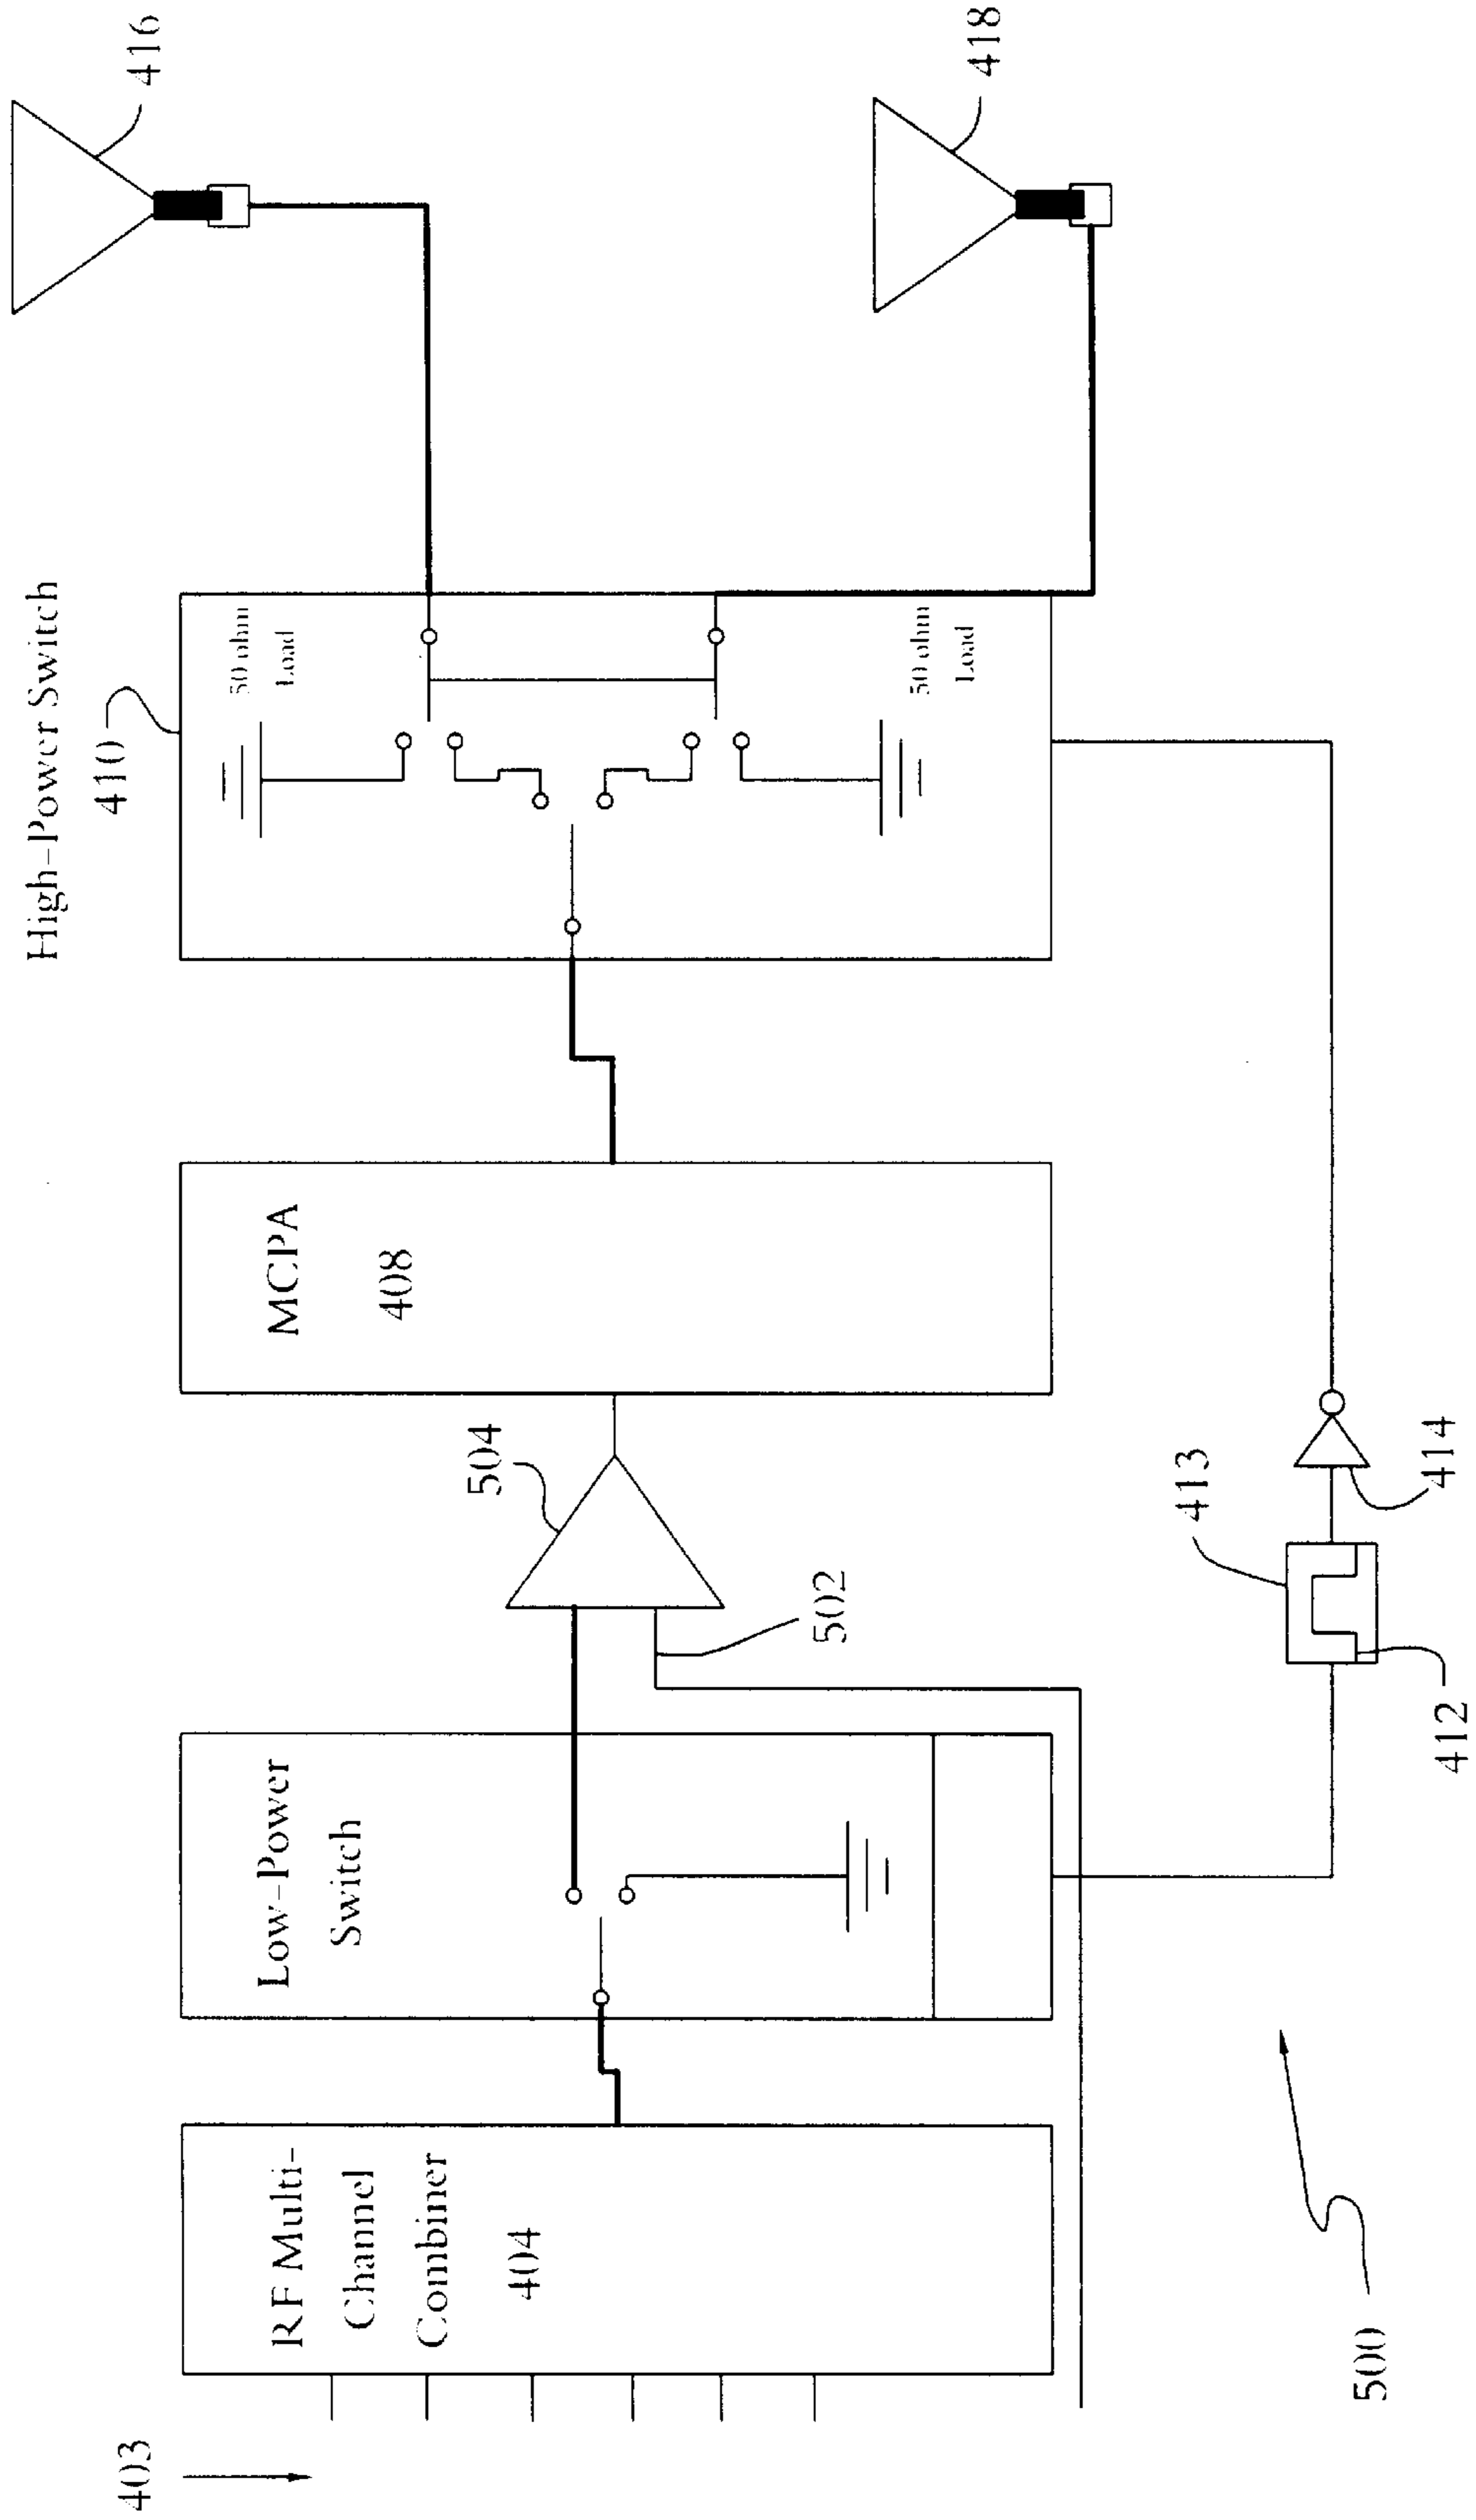 403
RF Multi-
Channel
Combiner
404
Low-Power
Switch
502
504
MCPA
408
High-Power Switch
410
50 ohm
Load
50 ohm
Load
416
418
412
413
414
500